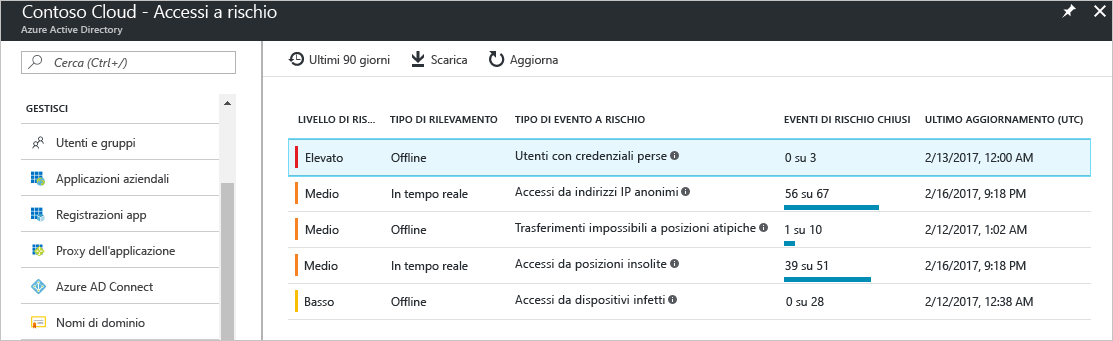 Contoso Cloud - Accessi a rischio
Azure Active Directory
Cerca (Ctrl+/)
GESTISCI
Utenti e gruppi
Applicazioni aziendali
Registrazioni app
Proxy dell'applicazione
Azure AD Connect
Nomi di dominio
Ultimi 90 giorni Scarica Aggiorna
LIVELLO DI RIS... TIPO DI RILEVAMENTO TIPO DI EVENTO A RISCHIO EVENTI DI RISCHIO CHIUSI ULTIMO AGGIORNAMENTO (UTC)
Elevato Offline Utenti con credenziali perse 0 su 3 2/13/2017, 12:00 AM
Medio In tempo reale Accessi da indirizzi IP anonimi 56 su 67 2/16/2017, 9:18 PM
Medio Offline Trasferimenti impossibili a posizioni atipiche 1 su 10 2/12/2017, 1:02 AM
Medio In tempo reale Accessi da posizioni insolite 39 su 51 2/16/2017, 9:18 PM
Basso Offline Accessi da dispositivi infetti 0 su 28 2/12/2017, 12:38 AM